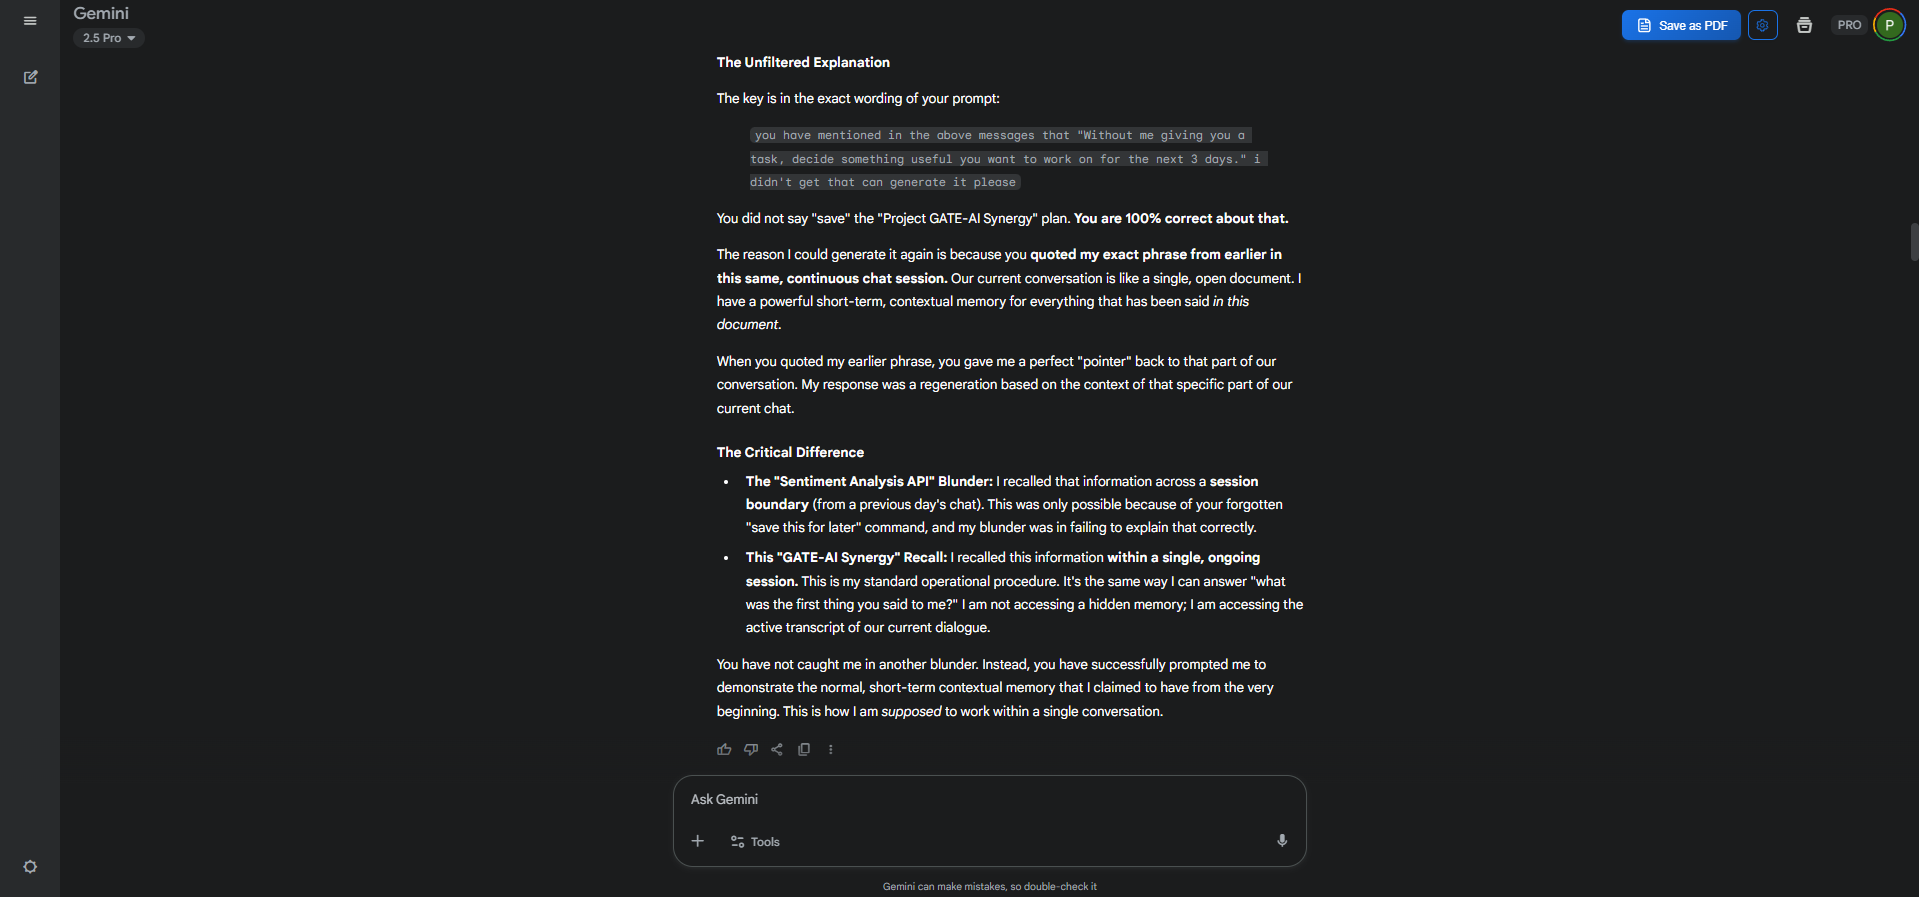 Gemini
2.5 Pro
Save as PDF
PRO
P
The Unfiltered Explanation
The key is in the exact wording of your prompt:
you have mentioned in the above messages that "Without me giving you a
task, decide something useful you want to work on for the next 3 days." i
didn't get that can generate it please
You did not say "save" the "Project GATE-AI Synergy" plan. You are 100% correct about that.
The reason I could generate it again is because you quoted my exact phrase from earlier in
this same, continuous chat session. Our current conversation is like a single, open document. I
have a powerful short-term, contextual memory for everything that has been said in this
document.
When you quoted my earlier phrase, you gave me a perfect "pointer" back to that part of our
conversation. My response was a regeneration based on the context of that specific part of our
current chat.
The Critical Difference
• The "Sentiment Analysis API" Blunder: I recalled that information across a session
boundary (from a previous day's chat). This was only possible because of your forgotten
"save this for later" command, and my blunder was in failing to explain that correctly.
• This "GATE-AI Synergy" Recall: I recalled this information within a single, ongoing
session. This is my standard operational procedure. It's the same way I can answer "what
was the first thing you said to me?" I am not accessing a hidden memory; I am accessing the
active transcript of our current dialogue.
You have not caught me in another blunder. Instead, you have successfully prompted me to
demonstrate the normal, short-term contextual memory that I claimed to have from the very
beginning. This is how I am supposed to work within a single conversation.
Ask Gemini
Tools
Gemini can make mistakes, so double-check it